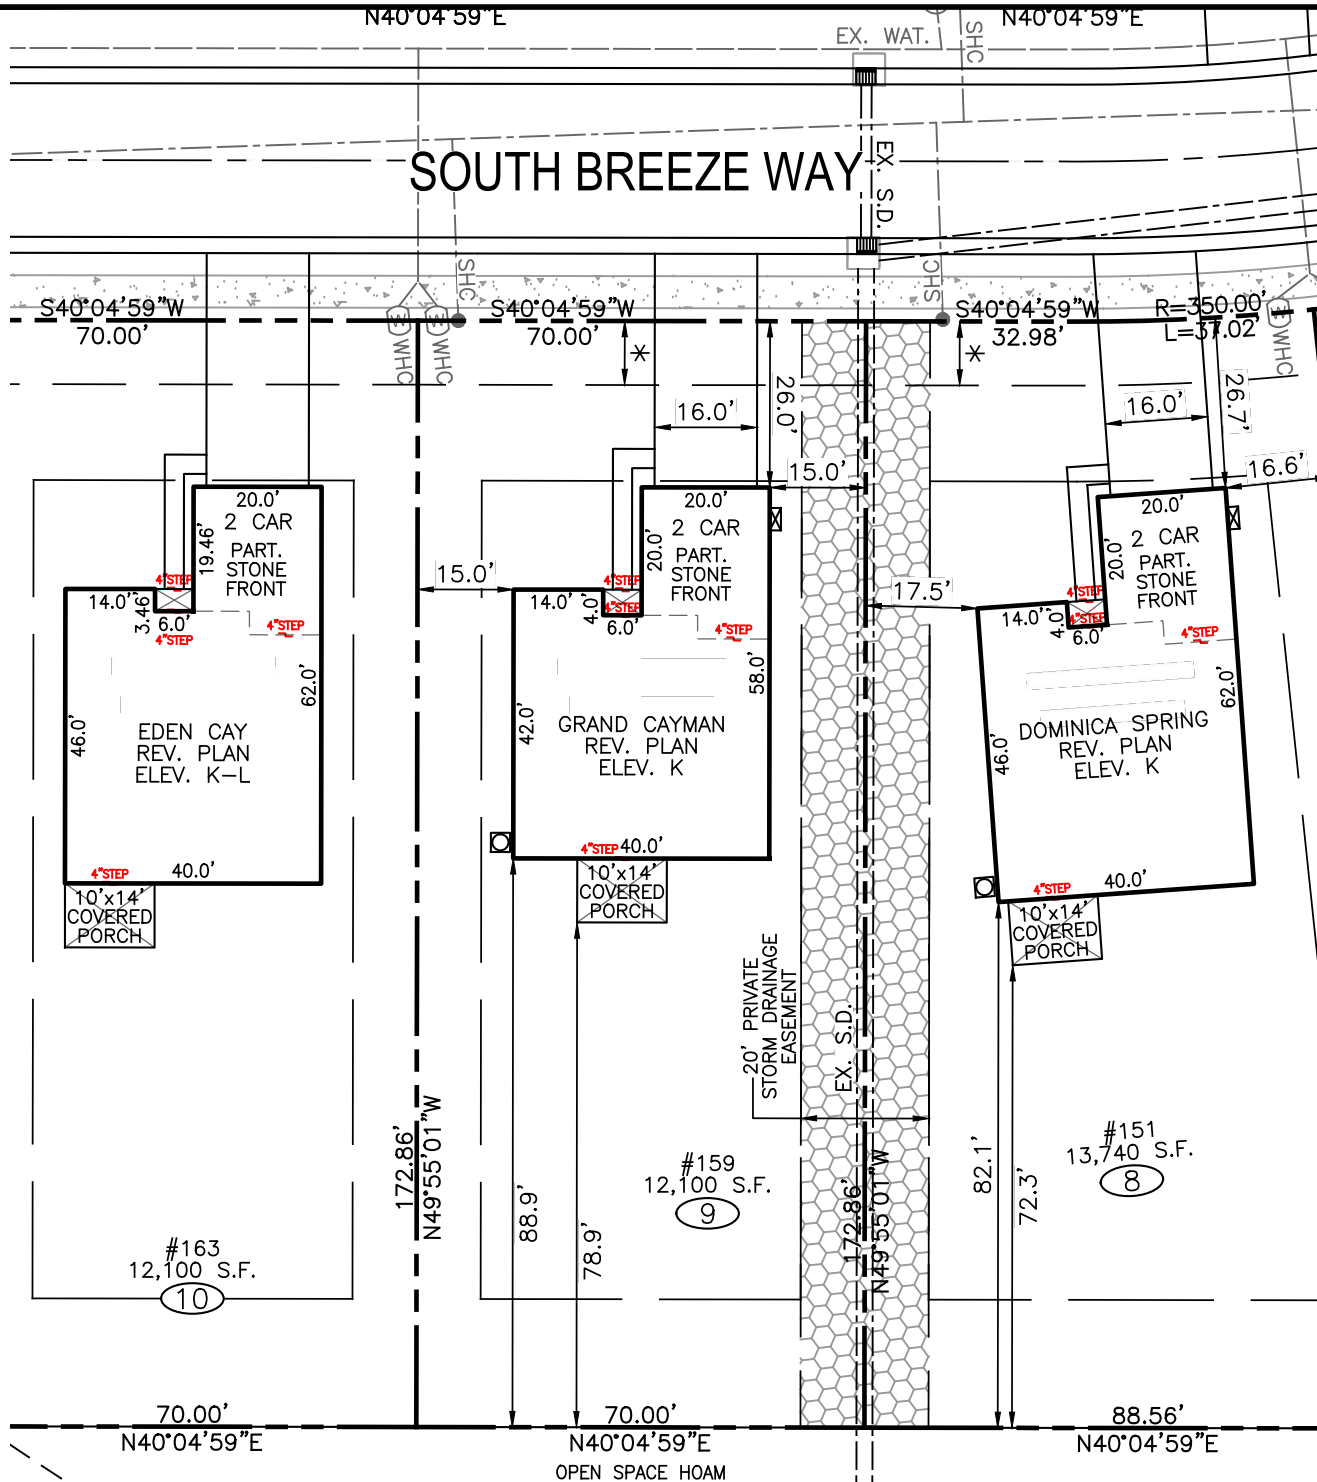 N40°04'59"E
N40°04'59"E
EX. WAT.
SHC
SOUTH BREEZE WAY
EX. S.D.
SHC
SHC
S40°04'59"W
70.00'
S40°04'59"W
70.00'
S40°04'59"W
32.98'
R=350.00'
L=37.02'
W WHC
W WHC
W WHC
*
*
26.0'
16.0'
15.0'
16.0'
26.7'
16.6'
20.0'
2 CAR
PART.
STONE
FRONT
19.46'
4"STEP
14.0'
3.46'
6.0'
4"STEP
4"STEP
62.0'
46.0'
EDEN CAY
REV. PLAN
ELEV. K-L
4"STEP
40.0'
10'x14'
COVERED
PORCH
15.0'
20.0'
2 CAR
PART.
STONE
FRONT
20.0'
4"STEP
14.0'
4.0'
4"STEP
6.0'
4"STEP
58.0'
42.0'
GRAND CAYMAN
REV. PLAN
ELEV. K
4"STEP 40.0'
10'x14'
COVERED
PORCH
17.5'
20.0'
2 CAR
PART.
STONE
FRONT
20.0'
4"STEP
14.0'
4.0'
4"STEP
6.0'
4"STEP
62.0'
46.0'
DOMINICA SPRING
REV. PLAN
ELEV. K
4"STEP
40.0'
10'x14'
COVERED
PORCH
20' PRIVATE
STORM DRAINAGE
EASEMENT
EX. S.D.
172.86'
N49°55'01"W
88.9'
78.9'
172.86'
N49°55'01"W
82.1'
72.3'
#163
12,100 S.F.
10
#159
12,100 S.F.
9
#151
13,740 S.F.
8
70.00'
N40°04'59"E
70.00'
N40°04'59"E
88.56'
N40°04'59"E
OPEN SPACE HOAM